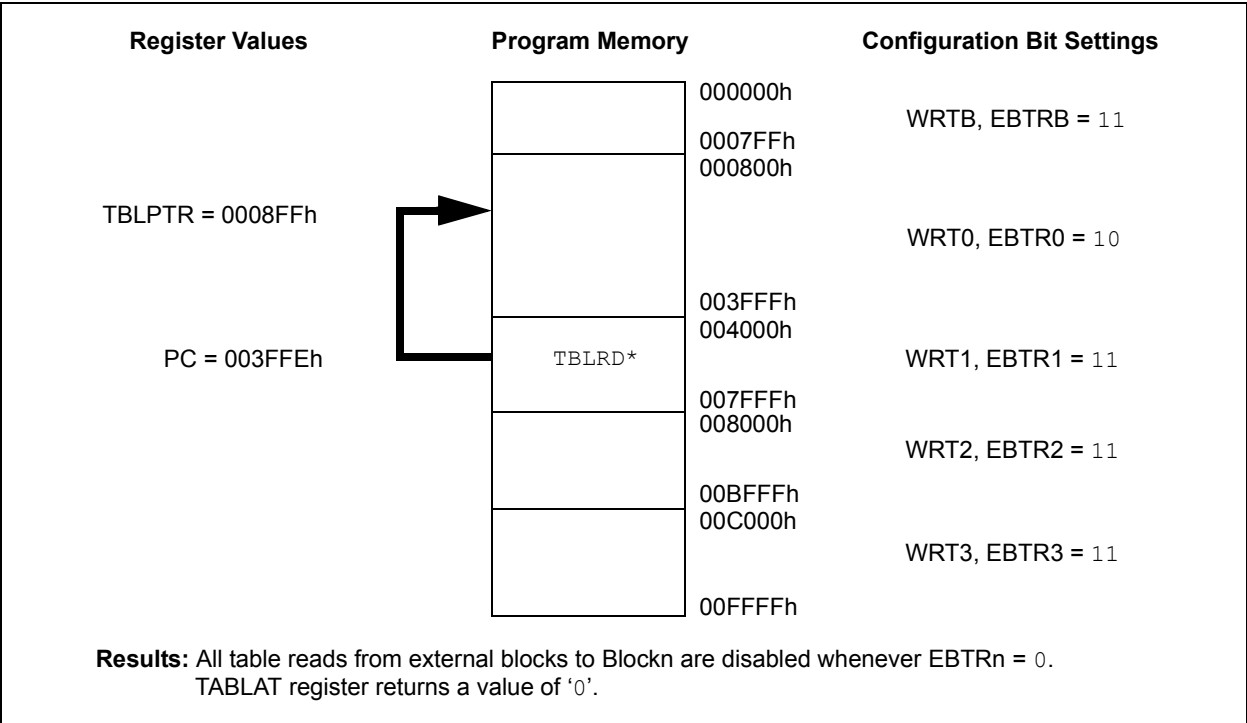 Register Values Program Memory Configuration Bit Settings
000000h
WRTB, EBTRB = 11
0007FFh
000800h
TBLPTR = 0008FFh
WRT0, EBTR0 = 10
003FFFh
004000h
PC = 003FFEh TBLRD* WRT1, EBTR1 = 11
007FFFh
008000h
WRT2, EBTR2 = 11
00BFFFh
00C000h
WRT3, EBTR3 = 11
00FFFFh
Results: All table reads from external blocks to Blockn are disabled whenever EBTRn = 0.
TABLAT register returns a value of ‘0’.